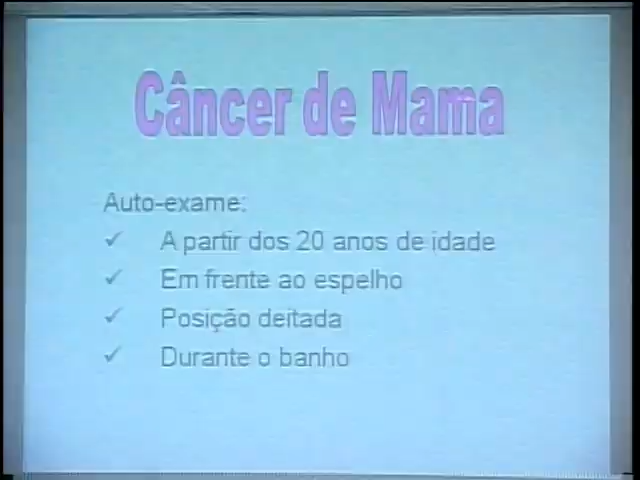 Câncer de Mama
Auto-exame:
✓ A partir dos 20 anos de idade
✓ Em frente ao espelho
✓ Posição deitada
✓ Durante o banho